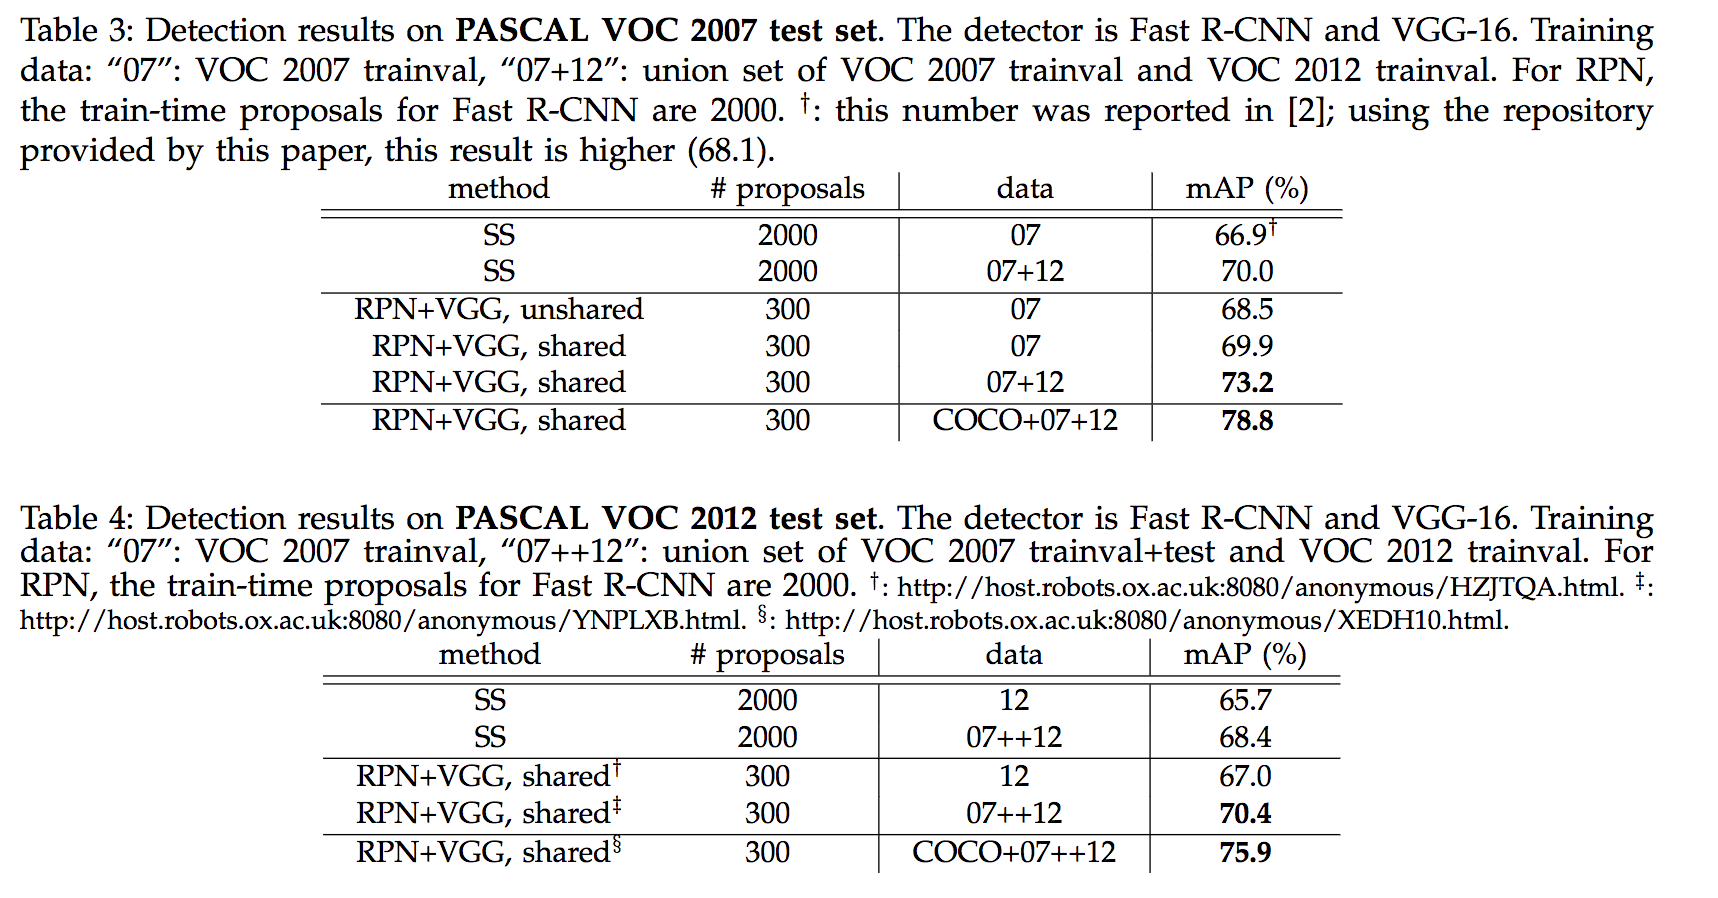 Table 3: Detection results on PASCAL VOC 2007 test set. The detector is Fast R-CNN and VGG-16. Training
data: “07”: VOC 2007 trainval, “07+12”: union set of VOC 2007 trainval and VOC 2012 trainval. For RPN,
the train-time proposals for Fast R-CNN are 2000. †: this number was reported in [2]; using the repository
provided by this paper, this result is higher (68.1).
method # proposals data mAP (%)
SS 2000 07 66.9†
SS 2000 07+12 70.0
RPN+VGG, unshared 300 07 68.5
RPN+VGG, shared 300 07 69.9
RPN+VGG, shared 300 07+12 73.2
RPN+VGG, shared 300 COCO+07+12 78.8
Table 4: Detection results on PASCAL VOC 2012 test set. The detector is Fast R-CNN and VGG-16. Training
data: “07”: VOC 2007 trainval, “07++12”: union set of VOC 2007 trainval+test and VOC 2012 trainval. For
RPN, the train-time proposals for Fast R-CNN are 2000. †: http://host.robots.ox.ac.uk:8080/anonymous/HZJTQA.html. ‡:
http://host.robots.ox.ac.uk:8080/anonymous/YNPLXB.html. §: http://host.robots.ox.ac.uk:8080/anonymous/XEDH10.html.
method # proposals data mAP (%)
SS 2000 12 65.7
SS 2000 07++12 68.4
RPN+VGG, shared† 300 12 67.0
RPN+VGG, shared‡ 300 07++12 70.4
RPN+VGG, shared§ 300 COCO+07++12 75.9